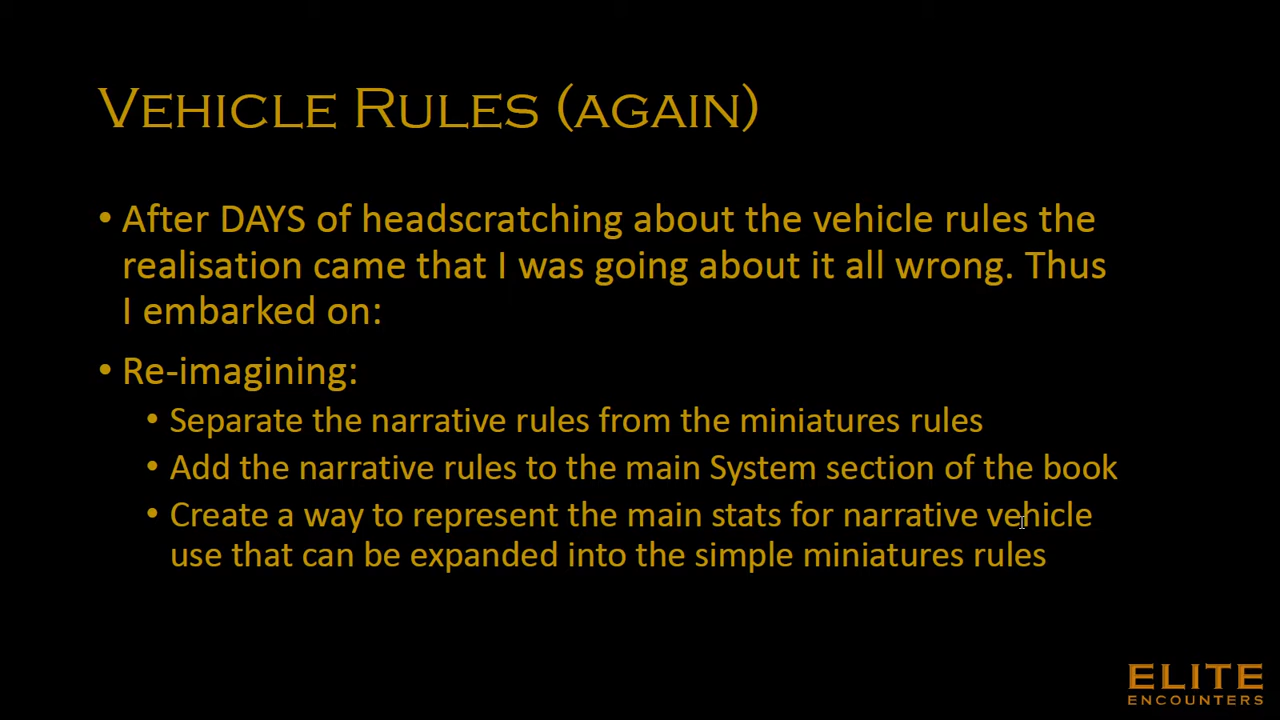 Vehicle Rules (again)
• After DAYS of headscratching about the vehicle rules the
realisation came that I was going about it all wrong. Thus
I embarked on:
• Re-imagining:
• Separate the narrative rules from the miniatures rules
• Add the narrative rules to the main System section of the book
• Create a way to represent the main stats for narrative vehicle
use that can be expanded into the simple miniatures rules
ELITE
ENCOUNTERS